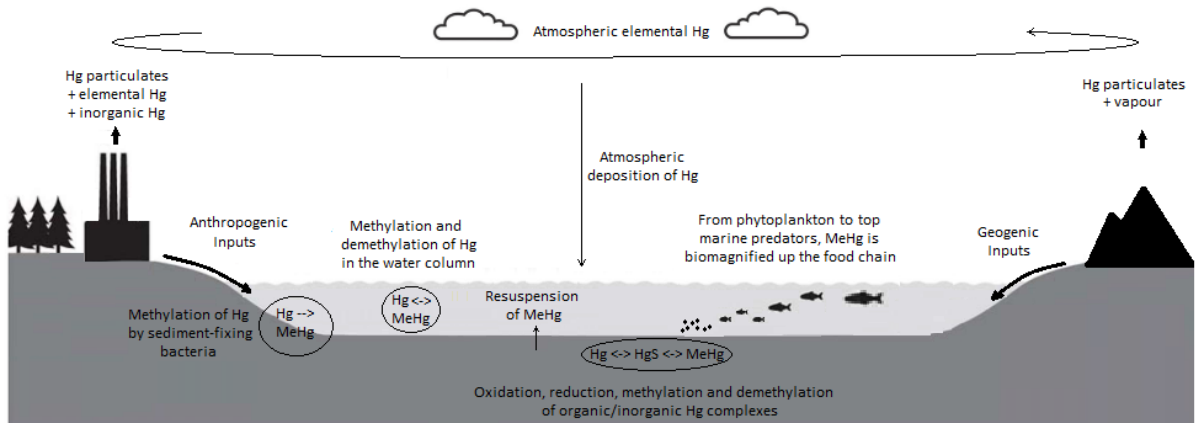 Atmospheric elemental Hg
Hg particulates
+ elemental Hg
+ inorganic Hg
Hg particulates
+ vapour
Atmospheric
deposition of Hg
Anthropogenic
Inputs
Methylation and
demethylation of Hg
in the water column
From phytoplankton to top
marine predators, MeHg is
biomagnified up the food chain
Geogenic
Inputs
Methylation of Hg
by sediment-fixing
bacteria
Hg -->
MeHg
Hg <->
MeHg
Resuspension
of MeHg
Hg <-> HgS <-> MeHg
Oxidation, reduction, methylation and demethylation
of organic/inorganic Hg complexes